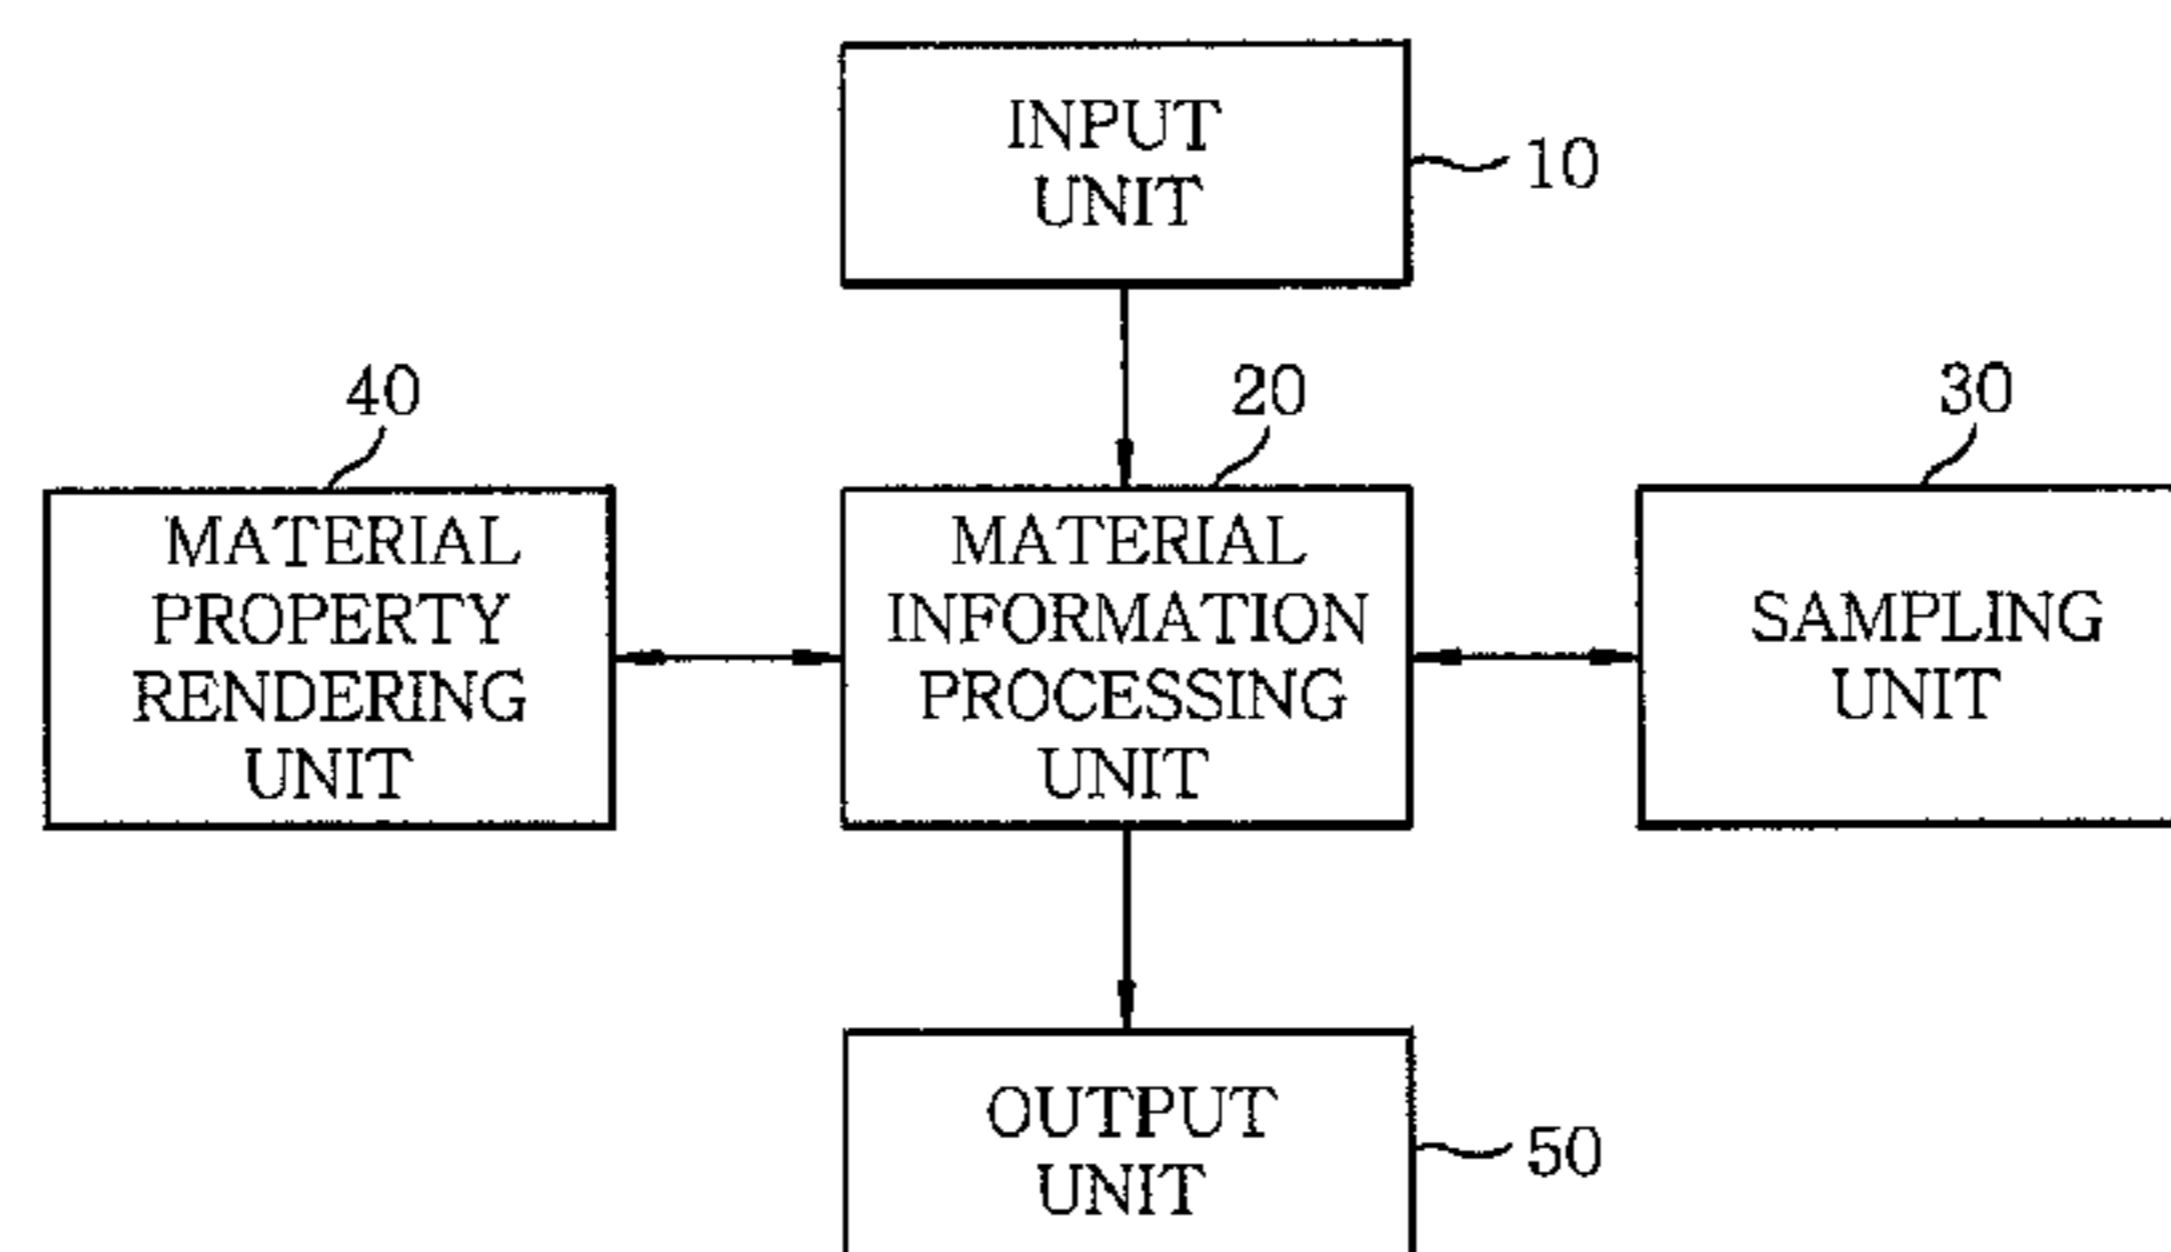 INPUT
UNIT
10
40
20
30
MATERIAL
PROPERTY
RENDERING
UNIT
MATERIAL
INFORMATION
PROCESSING
UNIT
SAMPLING
UNIT
OUTPUT
UNIT
50